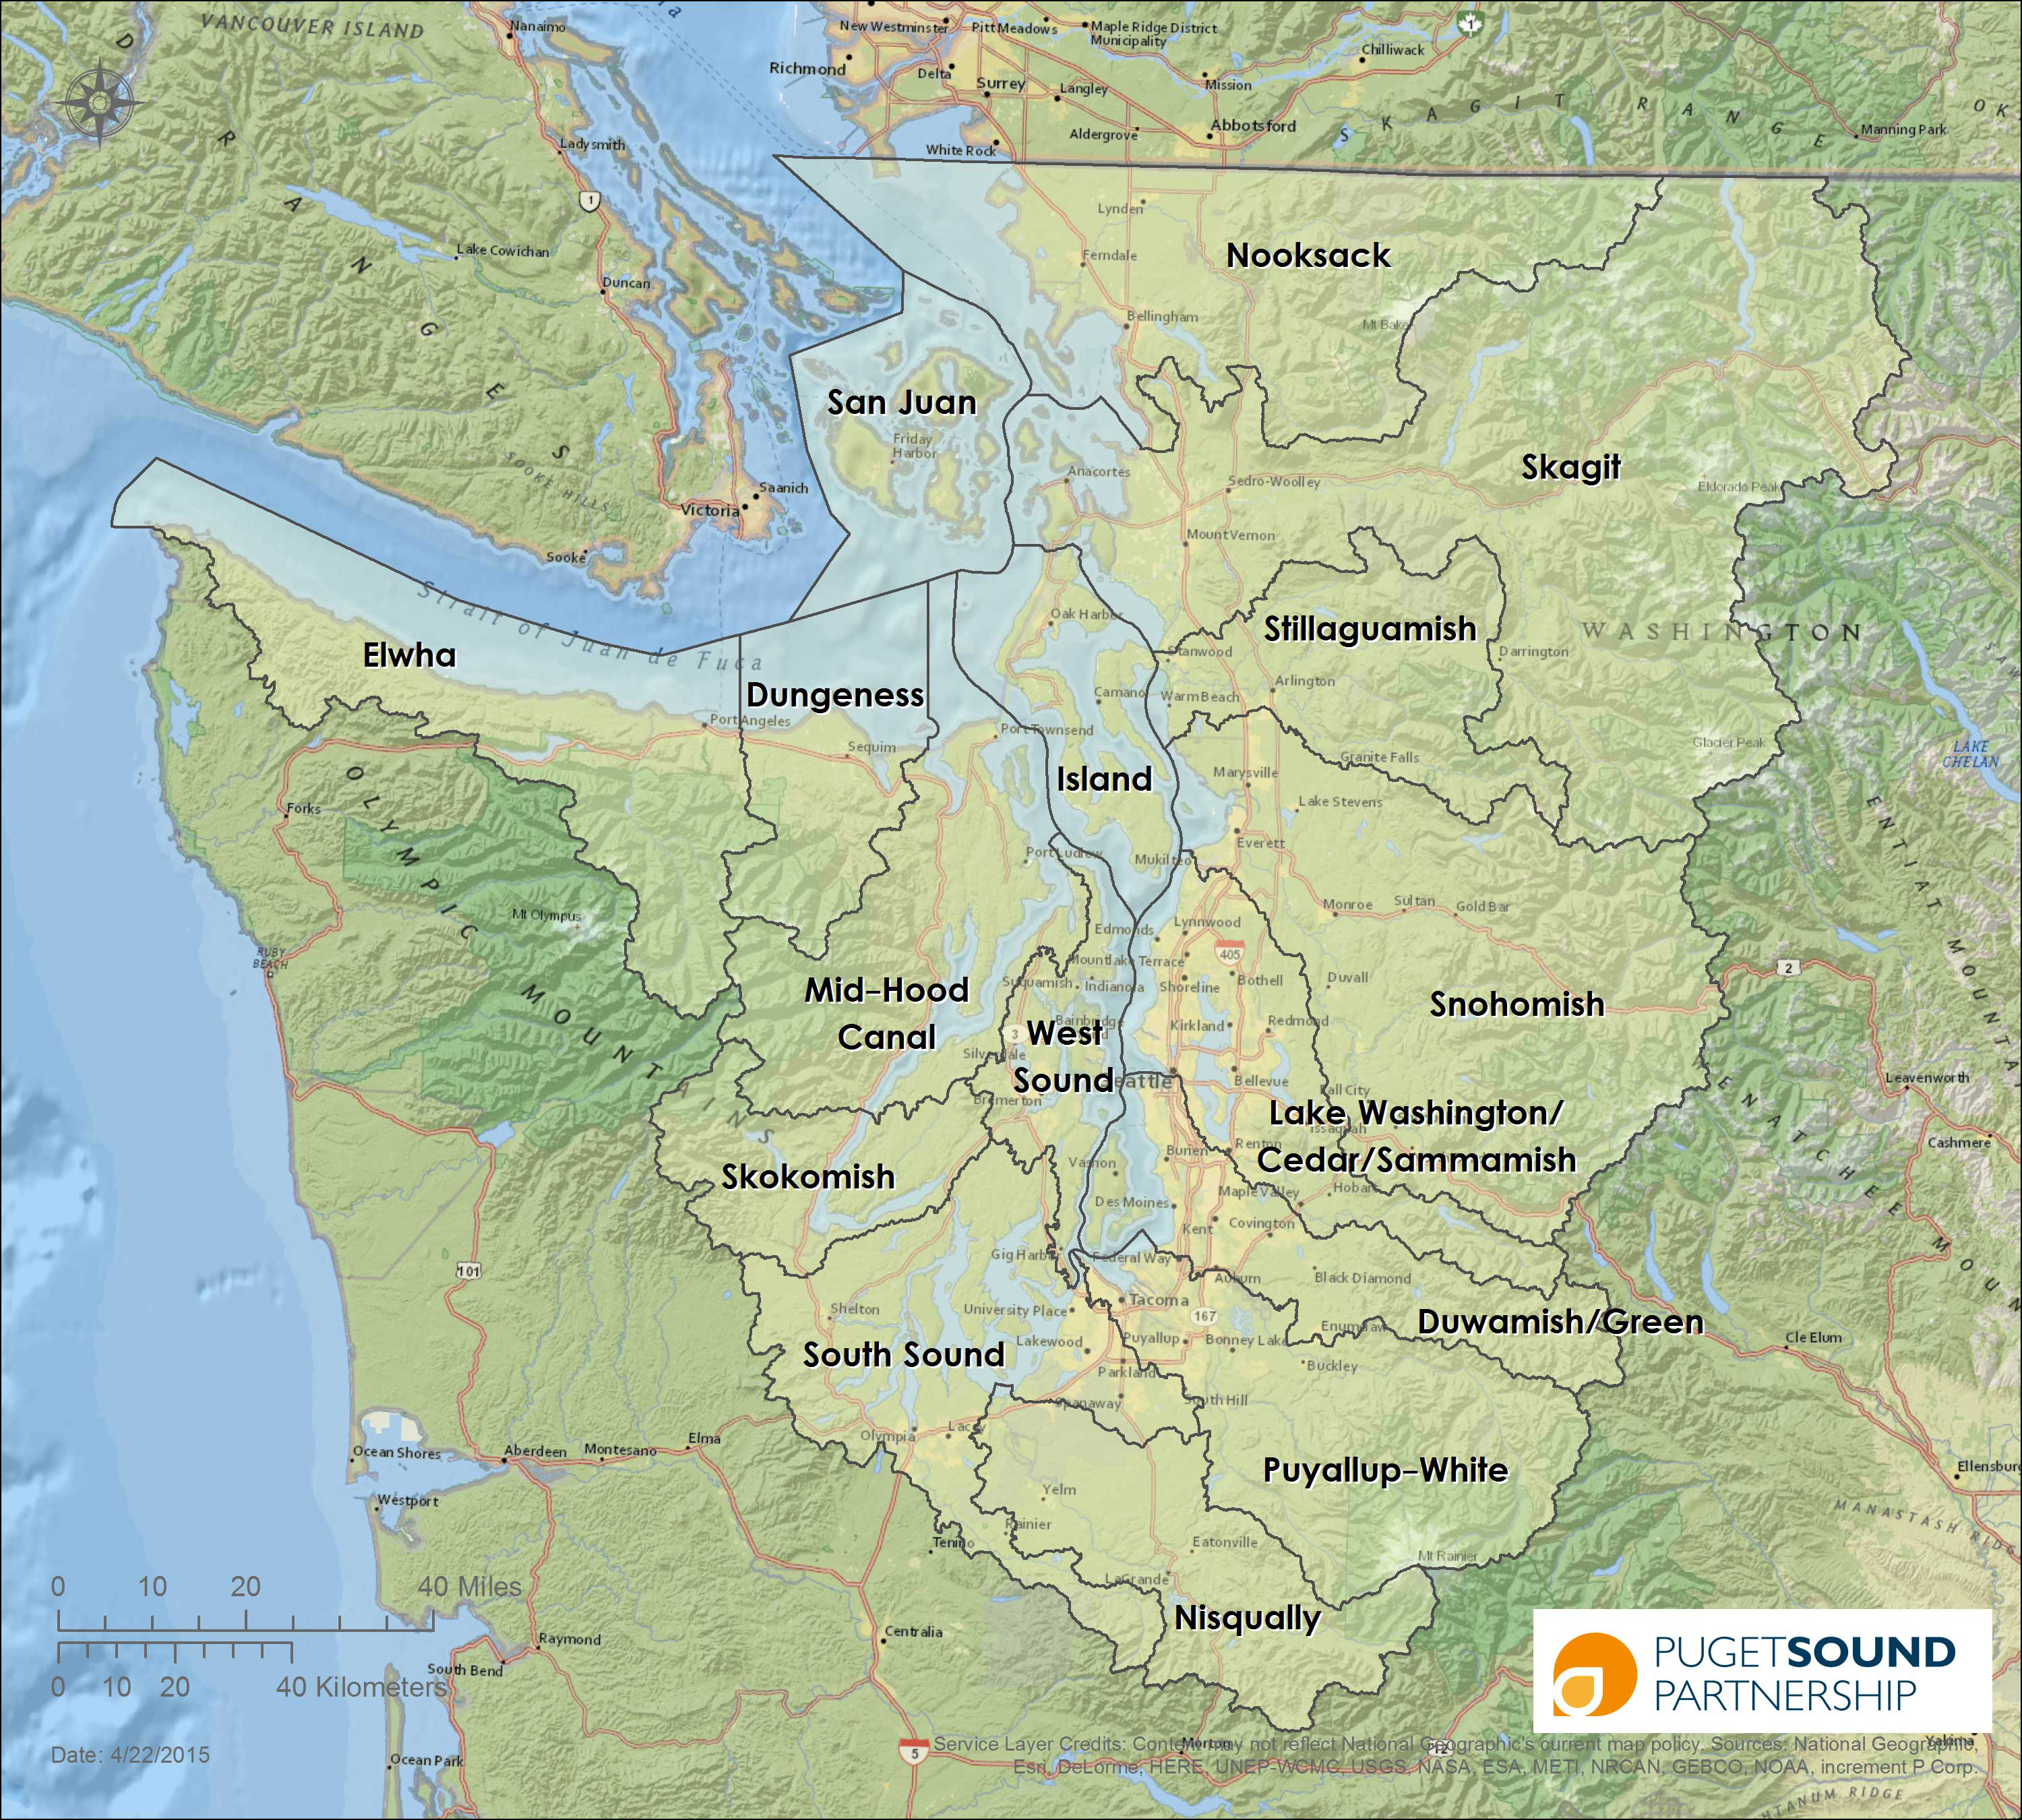 VANCOUVER ISLAND
Nanaimo
New Westminster
Pitt Meadows
Maple Ridge District
Municipality
1
Chilliwack
Richmond
Delta
Surrey
Langley
Mission
Abbotsford
Aldergrove
White Rock
SKAGIT RANGE
Manning Park
OK
Ladysmith
1
RANGES
Lake Cowichan
Duncan
Lynden
Ferndale
Nooksack
Bellingham
Mt Baker
San Juan
Friday
Harbor
Anacortes
Sedro-Woolley
Skagit
Eldorado Peak
SOOKE HILLS
Saanich
Victoria
Sooke
Mount Vernon
Strait of Juan de Fuca
Elwha
Oak Harbor
Stillaguamish
WASHINGTON
Stanwood
Darrington
Dungeness
Camano
Warm Beach
Arlington
Port Angeles
Sequim
Port Townsend
Glacier Peak
LAKE
CHELAN
Granite Falls
Island
Marysville
Lake Stevens
Forks
OLYMPIC MOUNTAINS
Everett
Port Ludlow
Mukilteo
ENTIAT MOUNTA
Mt Olympus
Monroe
Sultan
Gold Bar
Lynnwood
Edmonds
RUBY
BEACH
Mountlake Terrace
405
2
Suquamish
Indianola
Shoreline
Bothell
Duvall
Mid-Hood
Canal
Snohomish
3
West
Sound
Bainbridge
Kirkland
Redmond
Silverdale
Seattle
Bellevue
Fall City
Leavenworth
Bremerton
Lake Washington/
Cedar/Sammamish
Issaquah
Renton
Burien
WENATCHEE MOUN
Cashmere
Skokomish
Vashon
Des Moines
Maple Valley
Hobart
Kent
Covington
Gig Harbor
Federal Way
101
Auburn
Black Diamond
Shelton
University Place
Tacoma
167
Enumclaw
Duwamish/Green
Cle Elum
South Sound
Lakewood
Puyallup
Bonney Lake
Buckley
Parkland
Spanaway
South Hill
Olympia
Lacey
Ocean Shores
Aberdeen
Montesano
Elma
Ellensburg
Puyallup-White
Westport
Yelm
MANASTASH RIDG
Rainier
Tenino
Eatonville
Mt Rainier
LaGrande
0 10 20 40 Miles
Nisqually
Raymond
Centralia
South Bend
0 10 20 40 Kilometers
PUGETSOUND
PARTNERSHIP
Date: 4/22/2015
Ocean Park
5
Morton
12
Yakima
Service Layer Credits: Content may not reflect National Geographic's current map policy. Sources: National Geographic,
Esri, DeLorme, HERE, UNEP-WCMC, USGS, NASA, ESA, METI, NRCAN, GEBCO, NOAA, increment P Corp.
HTANUM RIDGE